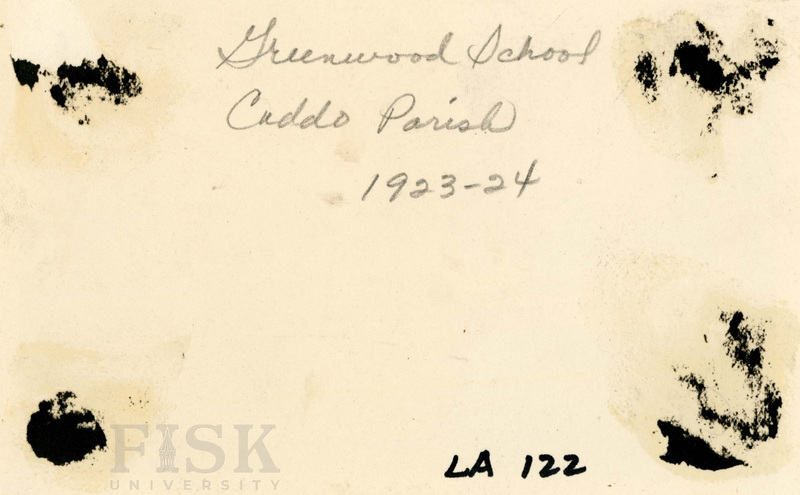 Greenwood School
Caddo Parish
1923-24
FISK
UNIVERSITY
LA 122